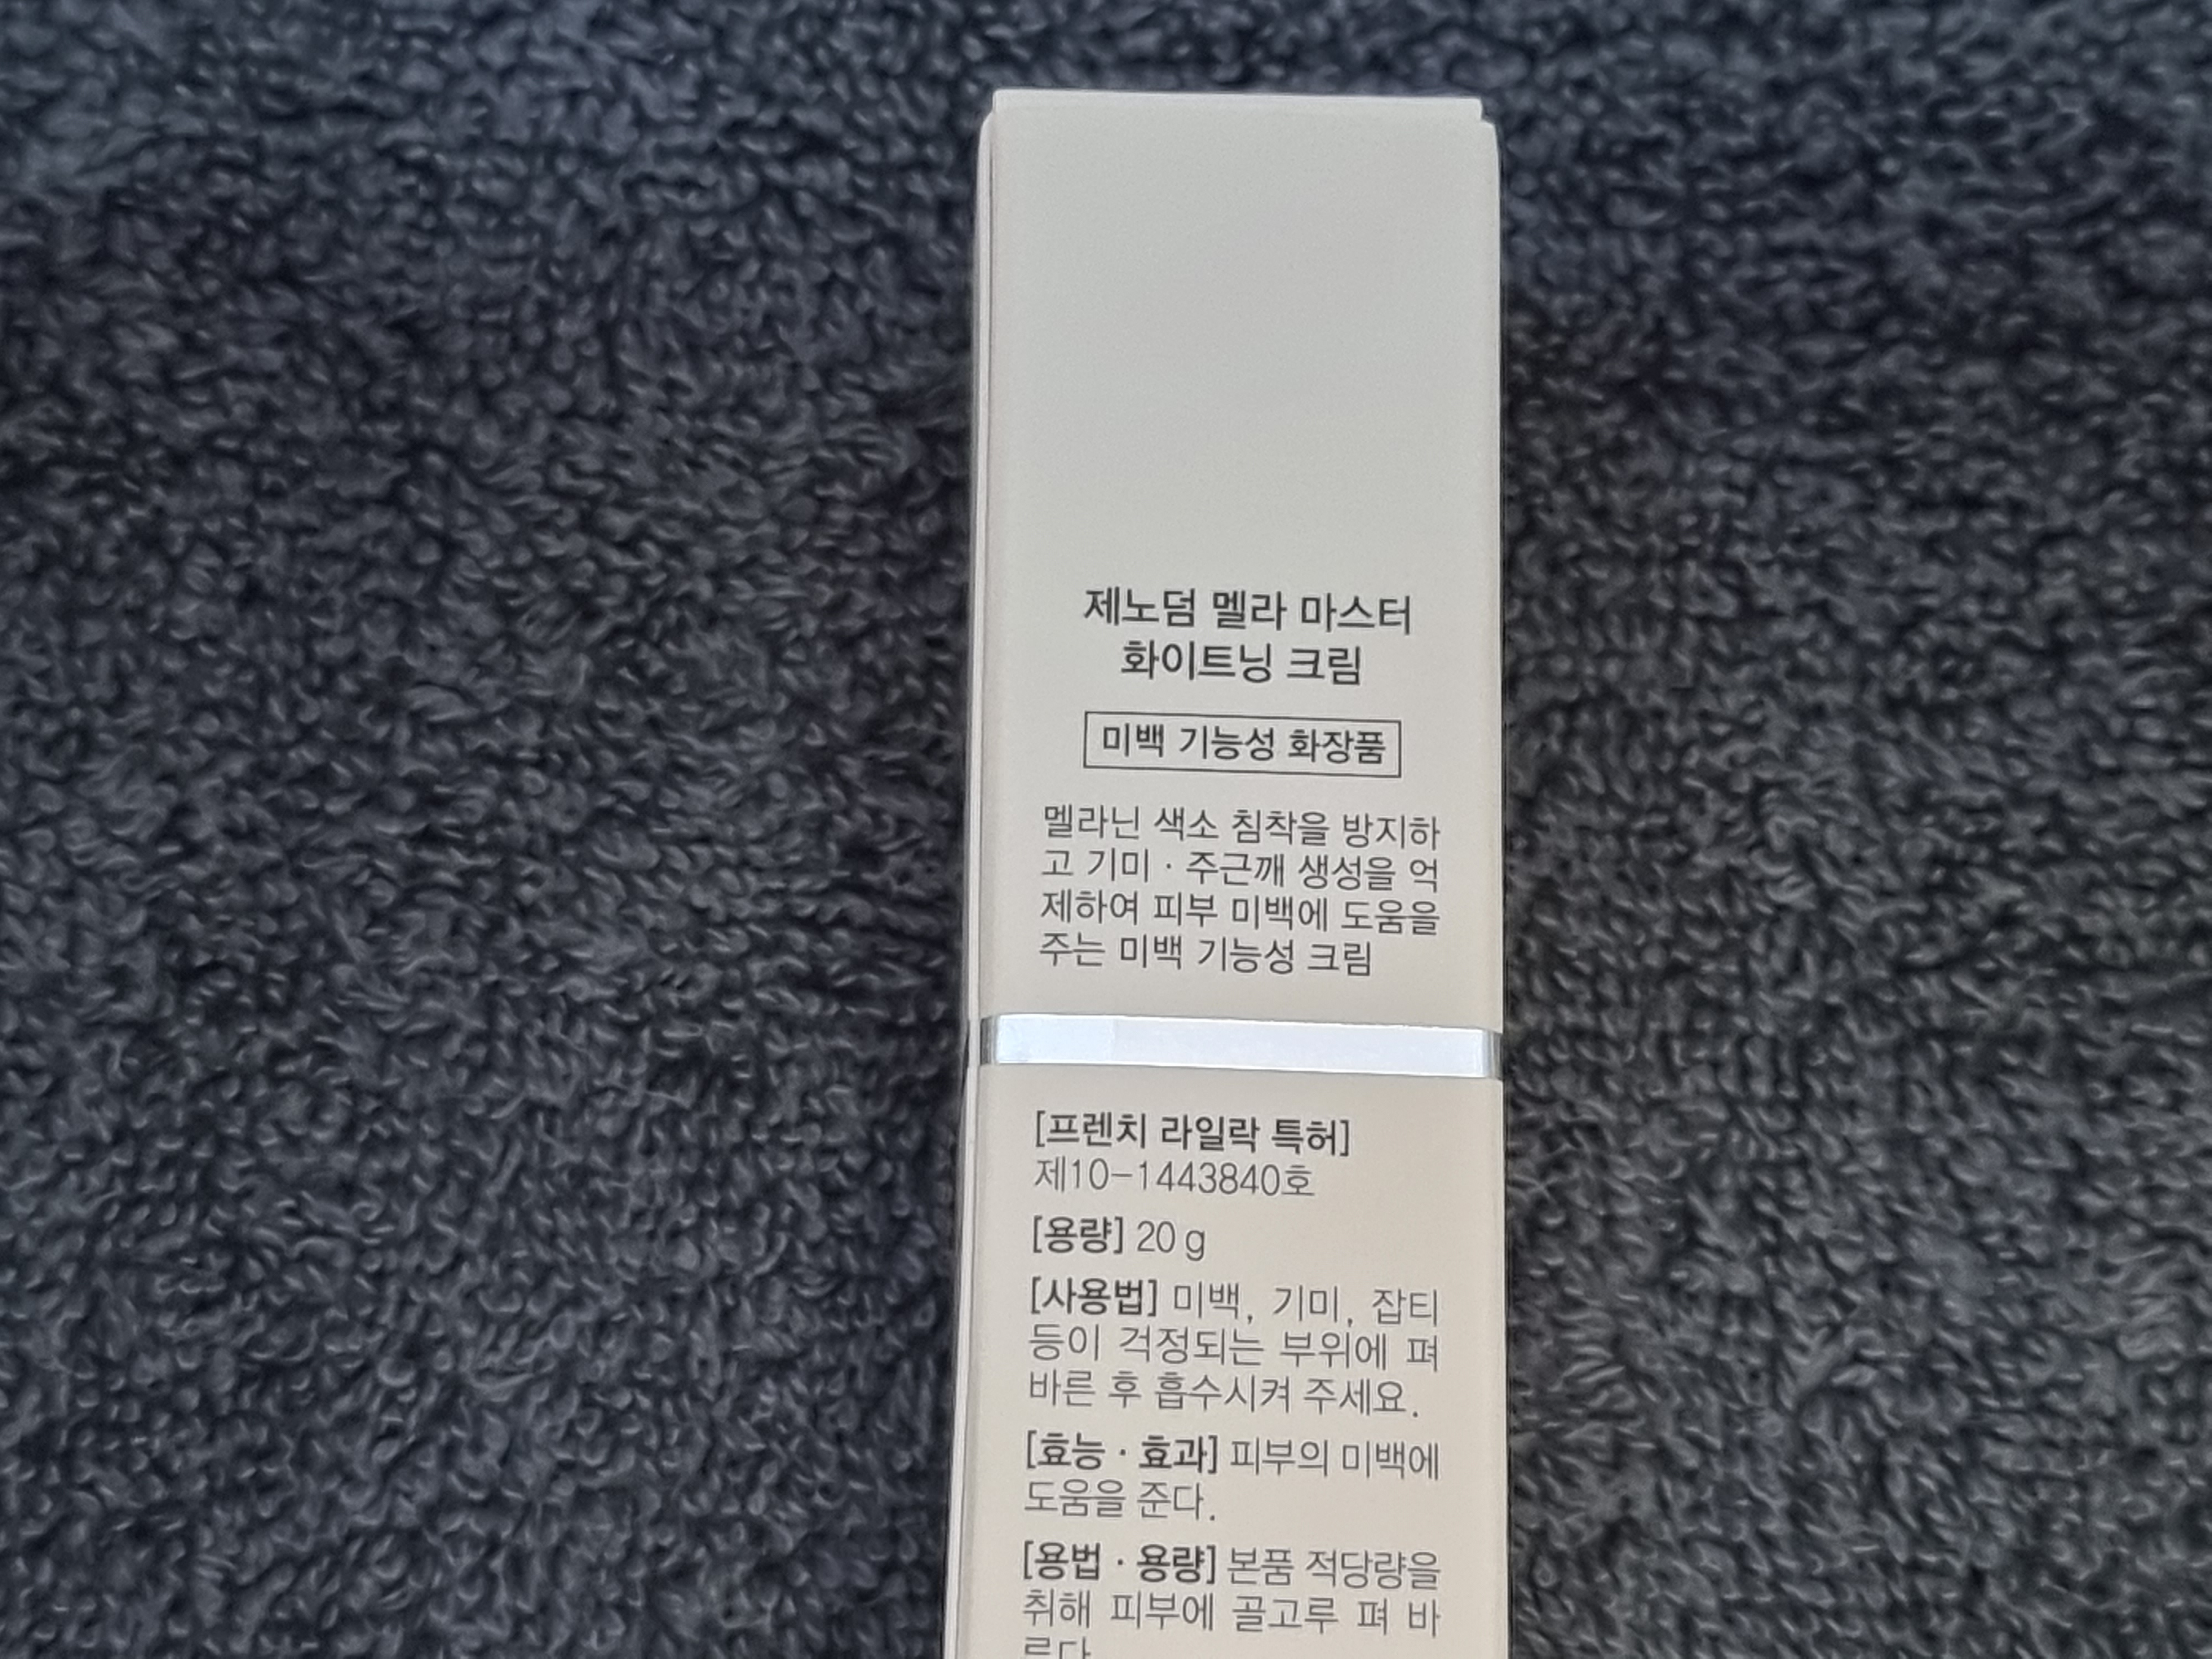 제노덤 멜라 마스터
화이트닝 크림
미백 기능성 화장품
멜라닌 색소 침착을 방지하
고 기미 · 주근깨 생성을 억
제하여 피부 미백에 도움을
주는 미백 기능성 크림
[프렌치 라일락 특허]
제10-1443840호
[용량] 20 g
[사용법] 미백, 기미, 잡티
등이 걱정되는 부위에 펴
바른 후 흡수시켜 주세요.
[효능 · 효과] 피부의 미백에
도움을 준다.
[용법 · 용량] 본품 적당량을
취해 피부에 골고루 펴 바
른다.